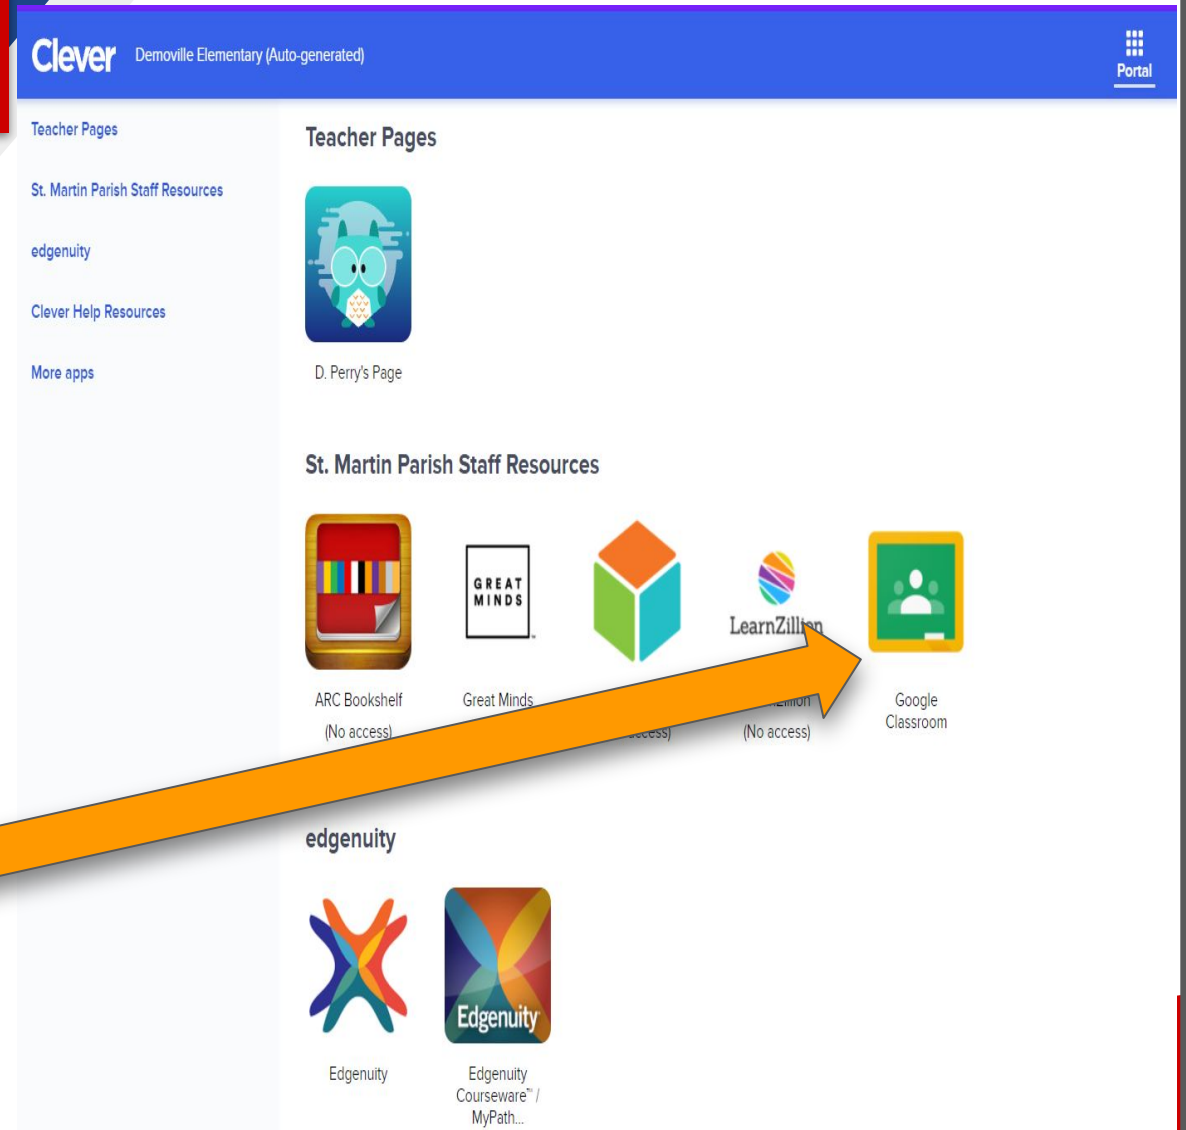 Clever
Demoville Elementary (Auto-generated)
Portal
Teacher Pages
St. Martin Parish Staff Resources
edgenuity
Clever Help Resources
More apps
Teacher Pages
D. Perry's Page
St. Martin Parish Staff Resources
GREAT
MINDS
LearnZillion
ARC Bookshelf
(No access)
Great Minds
(No access)
Google
Classroom
edgenuity
Edgenuity
Edgenuity
Edgenuity
Courseware™ /
MyPath...